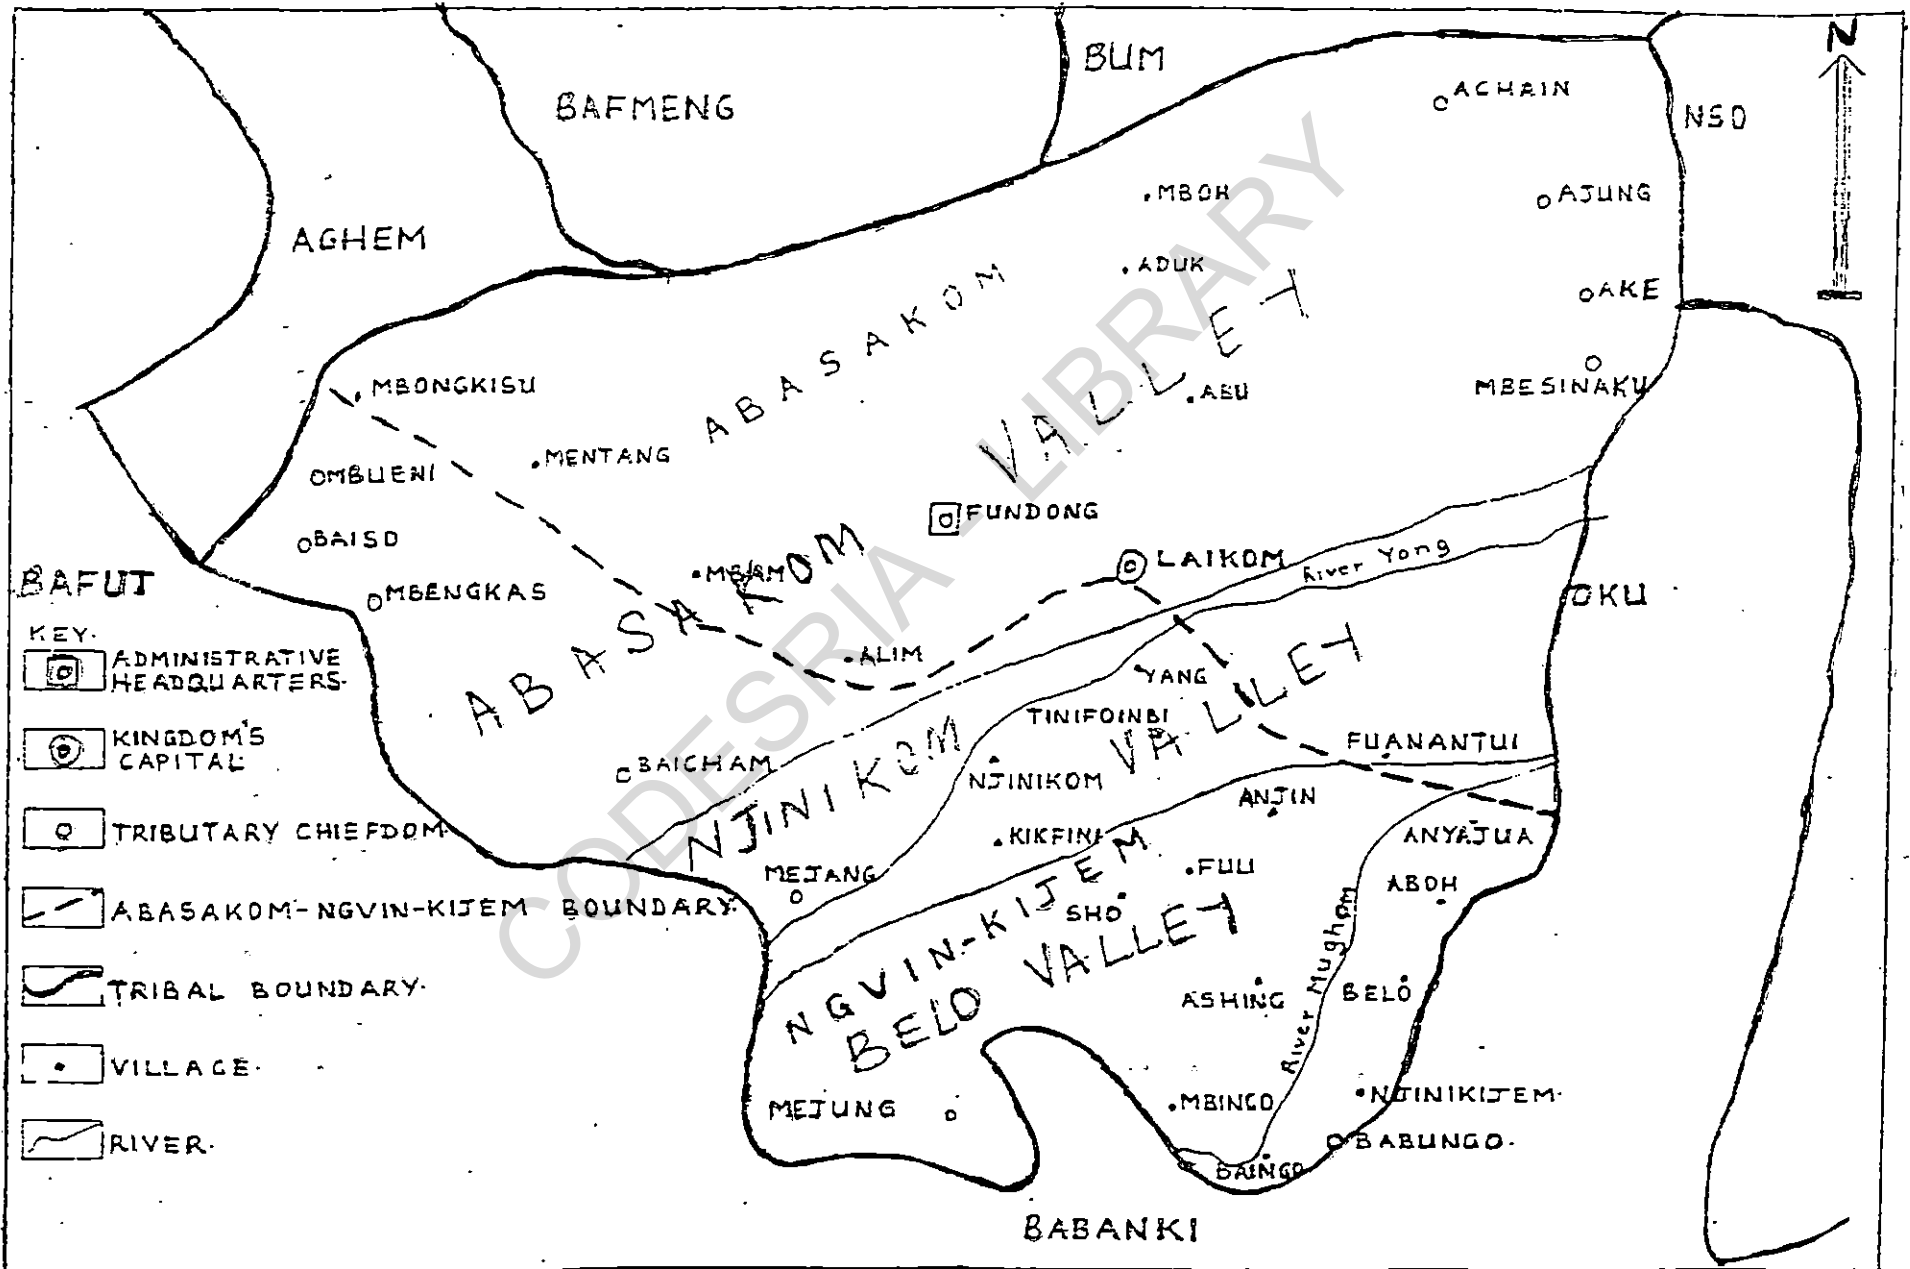 N
BUM
BAFMENG
ACHAIN
NSO
MBOH
AJUNG
AGHEM
ADUK
AKE
ABASAKOM
MBONGKISU
ABU
MBESINAKU
MENTANG
MBUENI
ABASAKOM VALLEY
FUNDONG
BAISO
LAIKOM
River Yong
BAFUT
MBAM
MBENGKAS
OKU
KEY.
ADMINISTRATIVE
HEADQUARTERS.
ALIM
YANG
TINIFOINBI
KINGDOM'S
CAPITAL
FUANANTUI
BAICHAM
NJINIKOM
NJINIKOM VALLEY
ANJIN
TRIBUTARY CHIEFDOM
KIKFINI
ANYAJUA
MEJANG
FUU
ABOH
ABASAKOM-NGVIN-KIJEM BOUNDARY.
SHO
NGVIN-KIJEM
BELO VALLEY
River Mughom
TRIBAL BOUNDARY.
ASHING
BELO
VILLAGE.
MEJUNG
MBINGO
NJINIKIJEM.
RIVER.
BABUNGO.
BAINGO
BABANKI
CODESRIA - LIBRARY